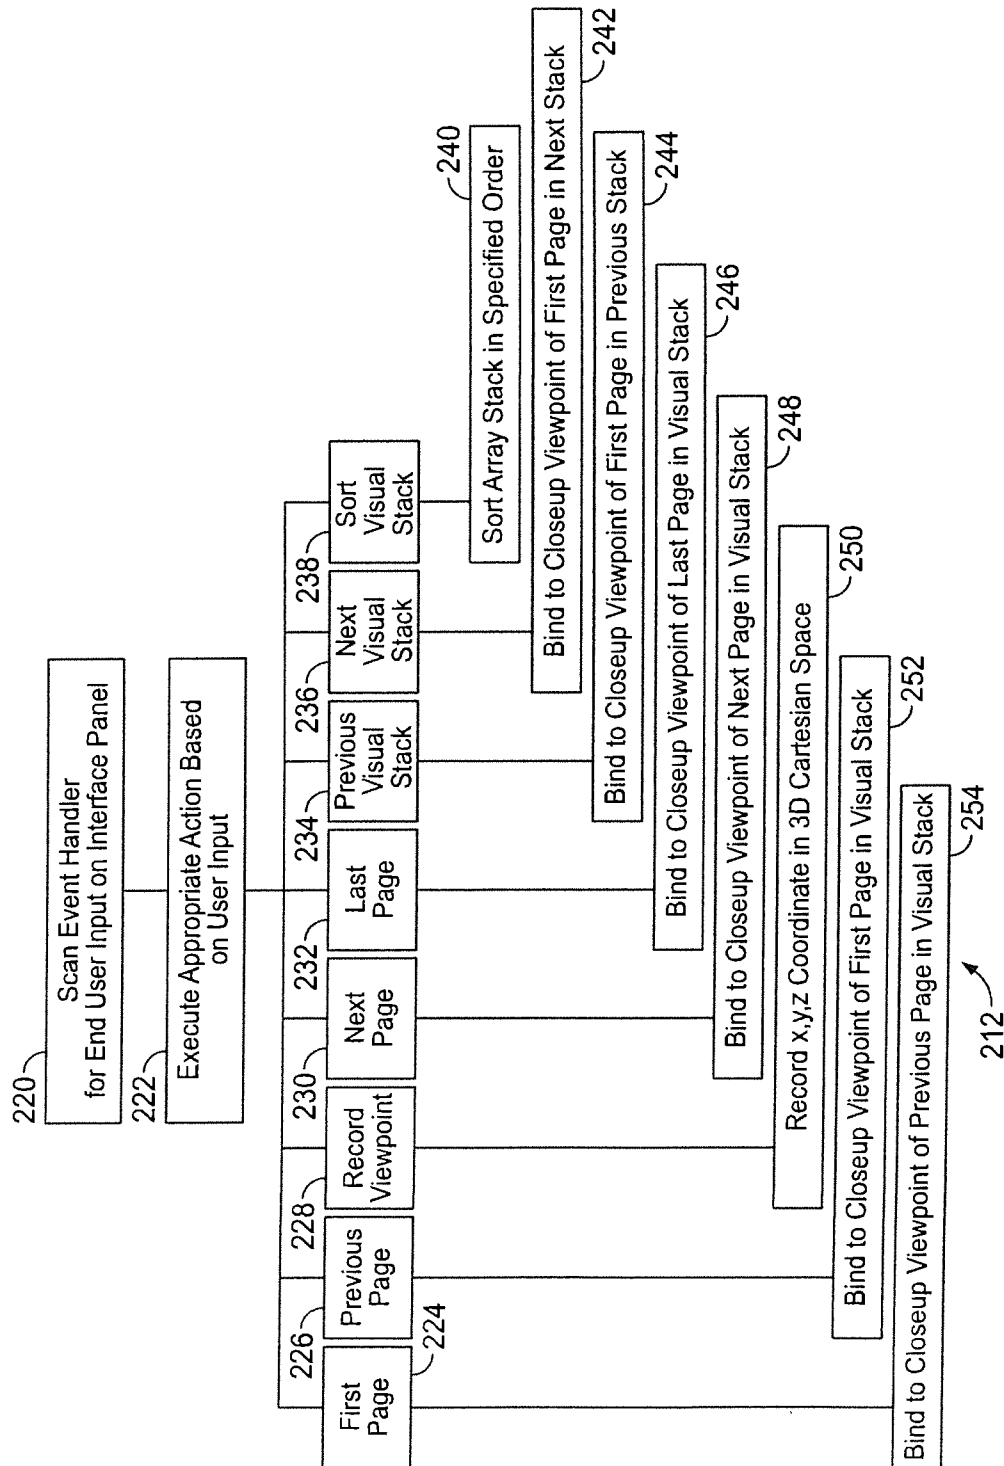 220
Scan Event Handler
for End User Input on Interface Panel
222
Execute Appropriate Action Based
on User Input
224
First
Page
226
Previous
Page
228
Record
Viewpoint
230
Next
Page
232
Last
Page
234
Previous
Visual
Stack
236
Next
Visual
Stack
238
Sort
Visual
Stack
Sort Array Stack in Specified Order
240
Bind to Closeup Viewpoint of First Page in Next Stack
242
Bind to Closeup Viewpoint of First Page in Previous Stack
244
Bind to Closeup Viewpoint of Last Page in Visual Stack
246
Bind to Closeup Viewpoint of Next Page in Visual Stack
248
Record x,y,z Coordinate in 3D Cartesian Space
250
Bind to Closeup Viewpoint of First Page in Visual Stack
252
Bind to Closeup Viewpoint of Previous Page in Visual Stack
254
212